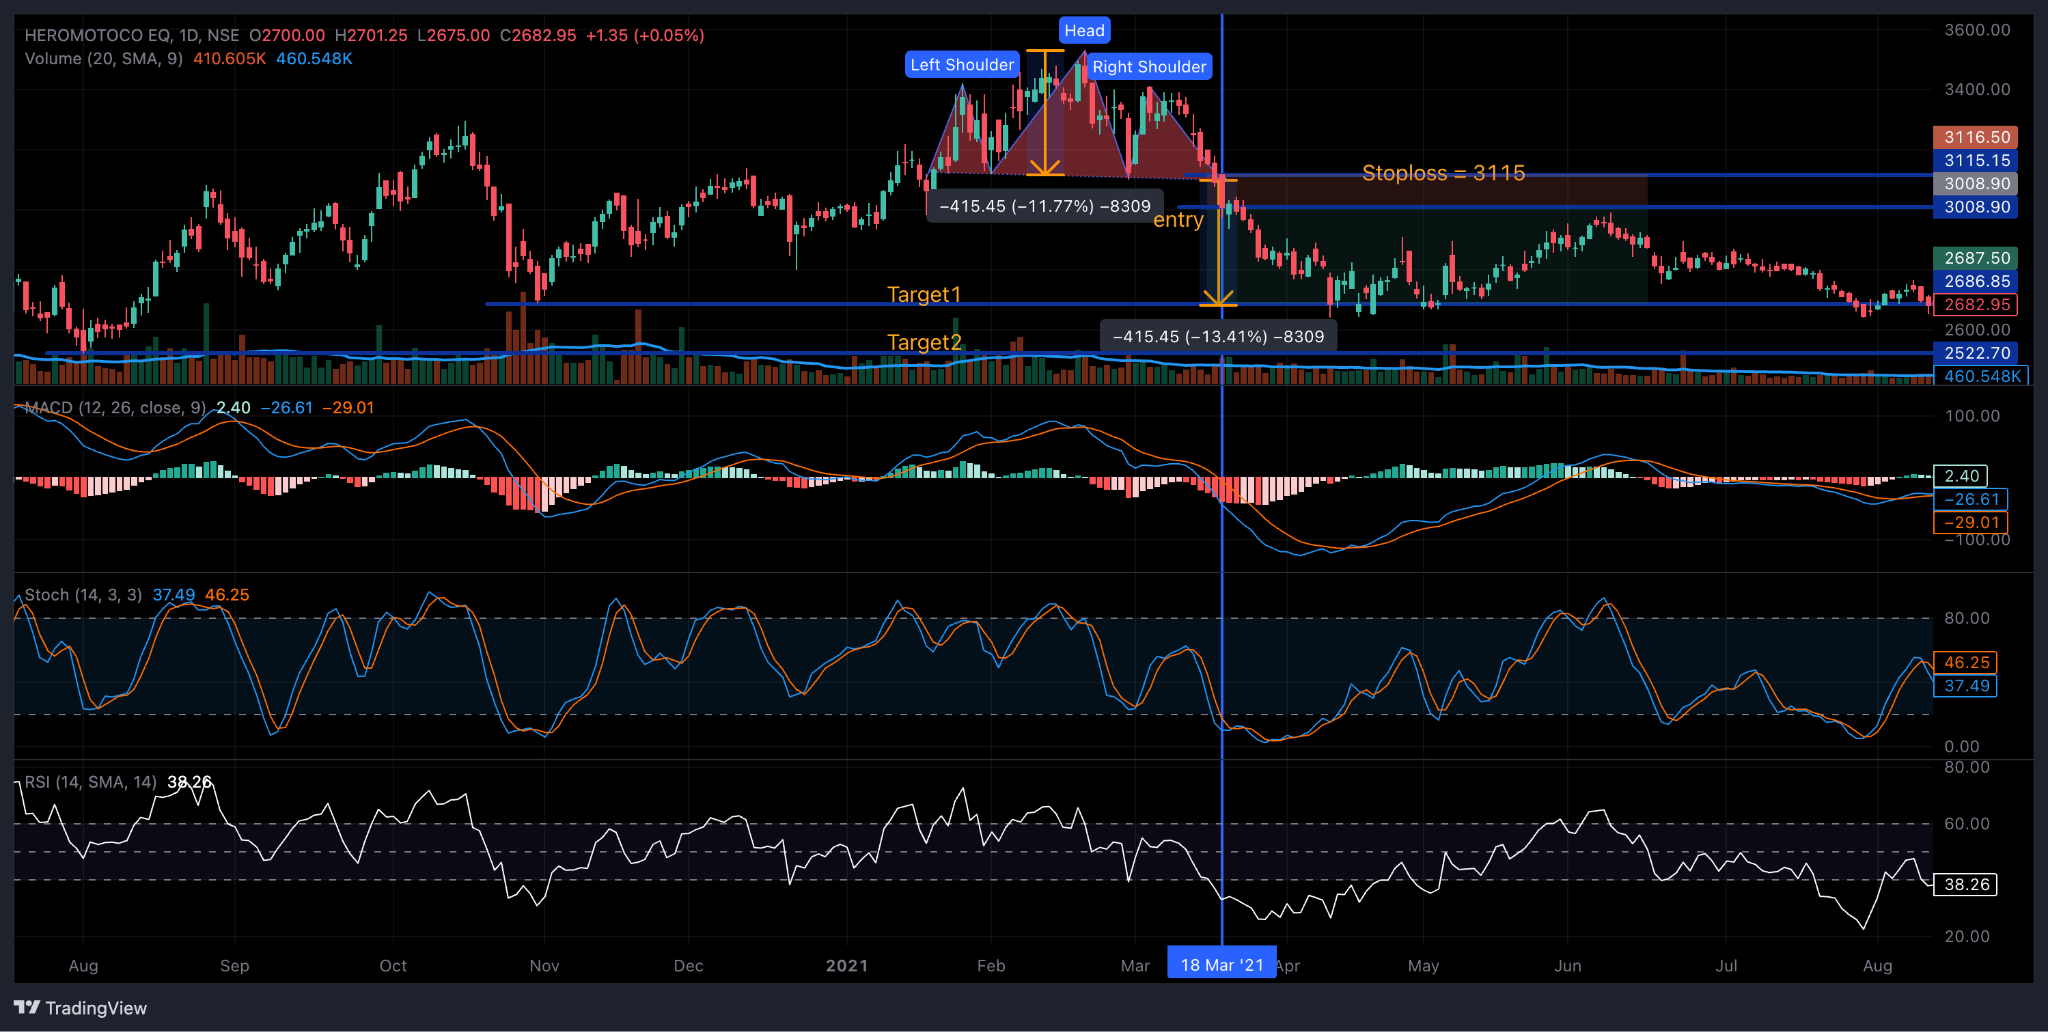 HEROMOTOCO EQ, 1D, NSE O2700.00 H2701.25 L2675.00 C2682.95 +1.35 (+0.05%)
Volume (20, SMA, 9) 410.605K 460.548K
Head
Left Shoulder
Right Shoulder
Stoploss = 3115
−415.45 (−11.77%) −8309
entry
Target1
−415.45 (−13.41%) −8309
Target2
3600.00
3400.00
3116.50
3115.15
3008.90
3008.90
2687.50
2686.85
2682.95
2600.00
2522.70
460.548K
MACD (12, 26, close, 9) 2.40 −26.61 −29.01
100.00
2.40
−26.61
−29.01
−100.00
Stoch (14, 3, 3) 37.49 46.25
80.00
46.25
37.49
0.00
RSI (14, SMA, 14) 38.26
80.00
60.00
38.26
20.00
Aug Sep Oct Nov Dec 2021 Feb Mar 18 Mar '21 Apr May Jun Jul Aug
TradingView